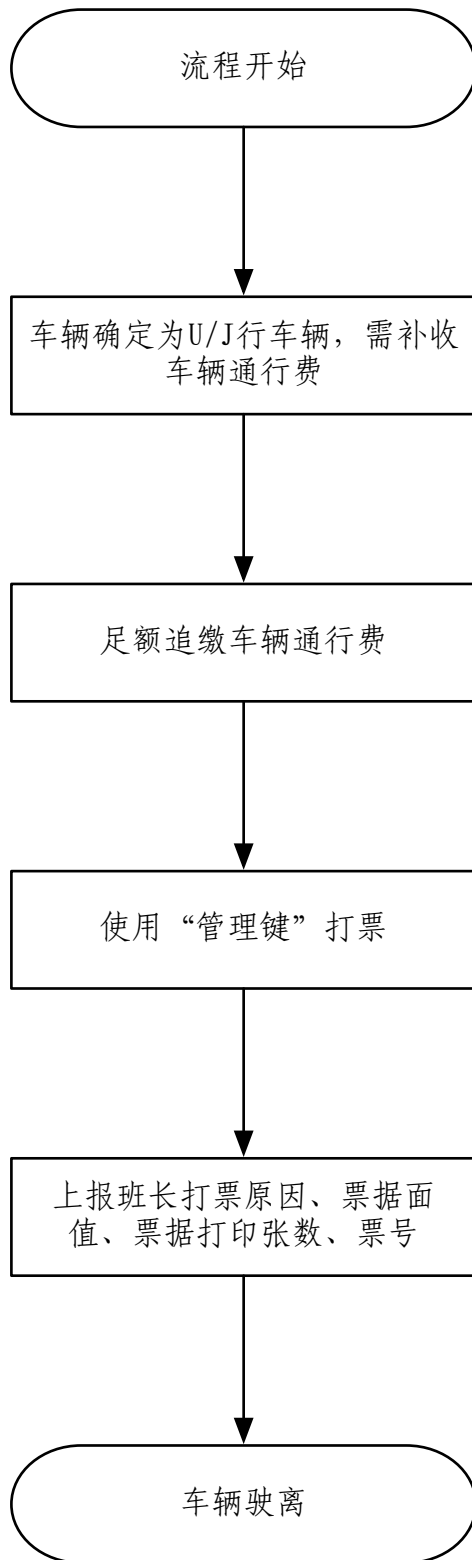 流程开始
车辆确定为U/J行车辆，需补收
车辆通行费
足额追缴车辆通行费
使用“管理键”打票
上报班长打票原因、票据面
值、票据打印张数、票号
车辆驶离